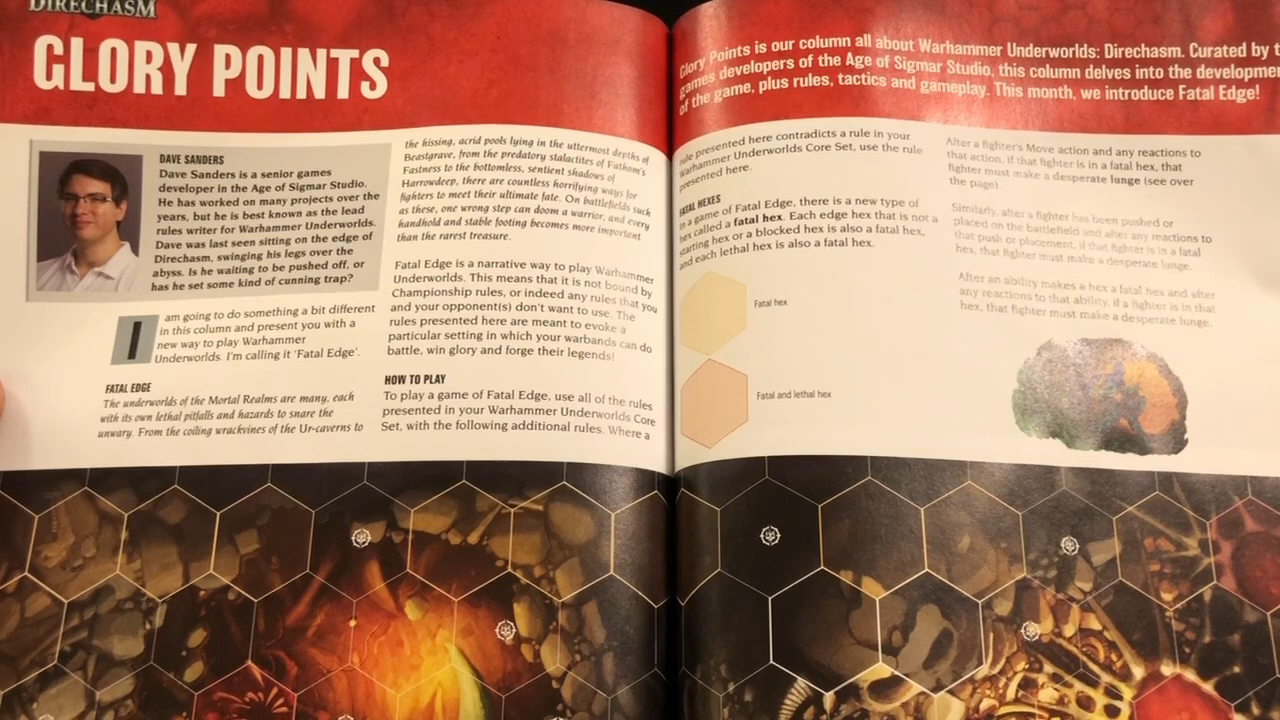 DIRECHASM
GLORY POINTS
DAVE SANDERS
Dave Sanders is a senior games
developer in the Age of Sigmar Studio.
He has worked on many projects over the
years, but he is best known as the lead
rules writer for Warhammer Underworlds.
Dave was last seen sitting on the edge of
Direchasm, swinging his legs over the
abyss. Is he waiting to be pushed off, or
has he set some kind of cunning trap?
I am going to do something a bit different
in this column and present you with a
new way to play Warhammer
Underworlds. I'm calling it 'Fatal Edge'.
FATAL EDGE
The underworlds of the Mortal Realms are many, each
with its own lethal pitfalls and hazards to snare the
unwary. From the coiling wrackvines of the Ur-caverns to
the hissing, acrid pools lying in the uttermost depths of
Beastgrave, from the predatory stalactites of Fathom's
Fastness to the bottomless, sentient shadows of
Harrowdeep, there are countless horrifying ways for
fighters to meet their ultimate fate. On battlefields such
as these, one wrong step can doom a warrior, and every
handhold and stable footing becomes more important
than the rarest treasure.
Fatal Edge is a narrative way to play Warhammer
Underworlds. This means that it is not bound by
Championship rules, or indeed any rules that you
and your opponent(s) don't want to use. The
rules presented here are meant to evoke a
particular setting in which your warbands can do
battle, win glory and forge their legends!
HOW TO PLAY
To play a game of Fatal Edge, use all of the rules
presented in your Warhammer Underworlds Core
Set, with the following additional rules. Where a
Glory Points is our column all about Warhammer Underworlds: Direchasm. Curated by t
games developers of the Age of Sigmar Studio, this column delves into the developmen
of the game, plus rules, tactics and gameplay. This month, we introduce Fatal Edge!
rule presented here contradicts a rule in your
Warhammer Underworlds Core Set, use the rule
presented here.
FATAL HEXES
In a game of Fatal Edge, there is a new type of
hex called a fatal hex. Each edge hex that is not a
starting hex or a blocked hex is also a fatal hex,
and each lethal hex is also a fatal hex.
Fatal hex
Fatal and lethal hex
After a fighter's Move action and any reactions to
that action, if that fighter is in a fatal hex, that
fighter must make a desperate lunge (see over
the page).
Similarly, after a fighter has been pushed or
placed on the battlefield and after any reactions to
that push or placement, if that fighter is in a fatal
hex, that fighter must make a desperate lunge.
After an ability makes a hex a fatal hex and after
any reactions to that ability, if a fighter is in that
hex, that fighter must make a desperate lunge.